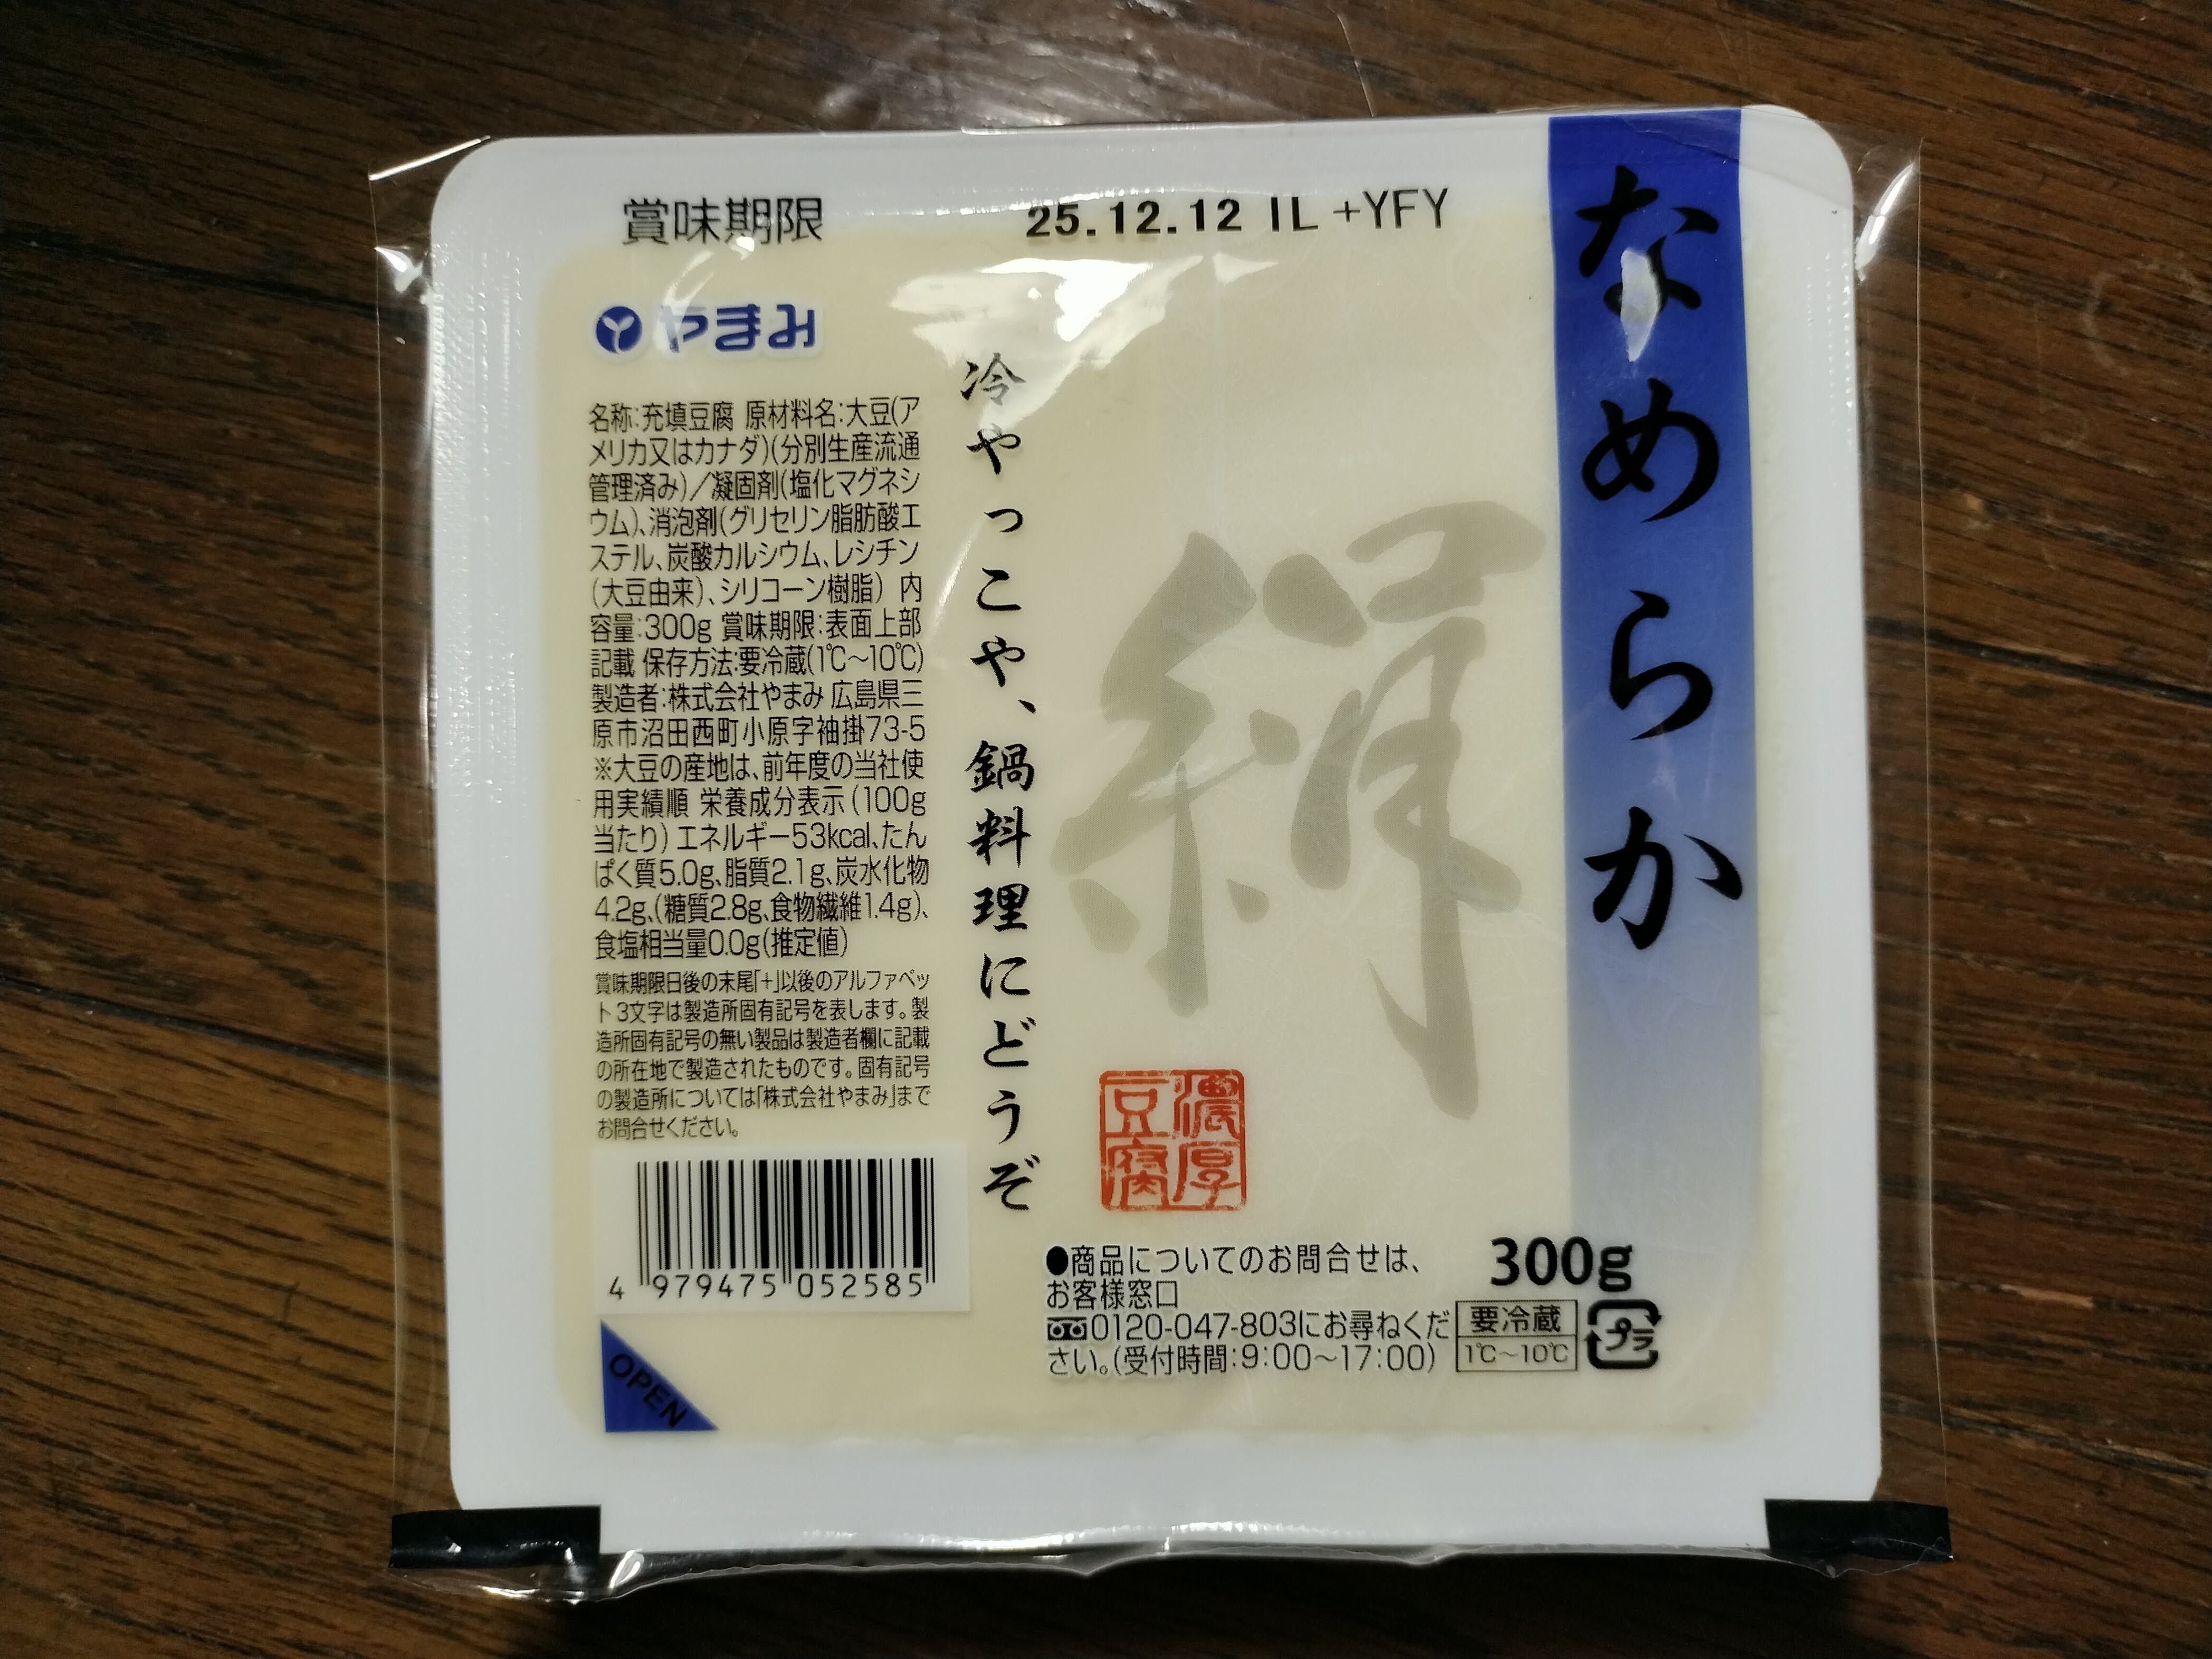 賞味期限
25.12.12 IL +YFY
なめらか
絹
濃厚
豆腐
冷やっこや、鍋料理にどうぞ
やまみ
名称:充填豆腐 原材料名:大豆(ア
メリカ又はカナダ)(分別生産流通
管理済み)/凝固剤(塩化マグネシ
ウム)、消泡剤(グリセリン脂肪酸エ
ステル、炭酸カルシウム、レシチン
(大豆由来)、シリコーン樹脂) 内
容量:300g 賞味期限:表面上部
記載 保存方法:要冷蔵(1℃~10℃)
製造者:株式会社やまみ 広島県三
原市沼田西町小原字袖掛73-5
※大豆の産地は、前年度の当社使
用実績順 栄養成分表示(100g
当たり) エネルギー53kcal、たん
ぱく質5.0g、脂質2.1g、炭水化物
4.2g、(糖質2.8g、食物繊維1.4g)、
食塩相当量0.0g(推定値)
賞味期限日後の末尾「+」以後のアルファベッ
ト3文字は製造所固有記号を表します。製
造所固有記号の無い製品は製造者欄に記載
の所在地で製造されたものです。固有記号
の製造所については「株式会社やまみ」まで
お問合せください。
4 979475 052585
OPEN
●商品についてのお問合せは、
お客様窓口
0120-047-803にお尋ねくだ
さい。(受付時間:9:00~17:00)
300g
要冷蔵
1℃~10℃
プラ